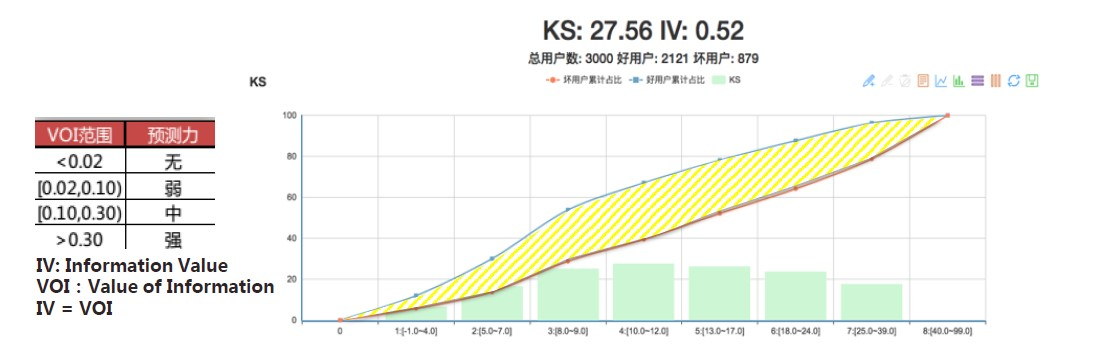 KS: 27.56 IV: 0.52
总用户数: 3000 好用户: 2121 坏用户: 879
坏用户累计占比 好用户累计占比 KS
KS
VOI范围 预测力
<0.02 无
[0.02,0.10) 弱
[0.10,0.30) 中
>0.30 强
IV: Information Value
VOI : Value of Information
IV = VOI
100
80
60
40
20
0
0 1:[-1.0~4.0] 2:[5.0~7.0] 3:[8.0~9.0] 4:[10.0~12.0] 5:[13.0~17.0] 6:[18.0~24.0] 7:[25.0~39.0] 8:[40.0~99.0]